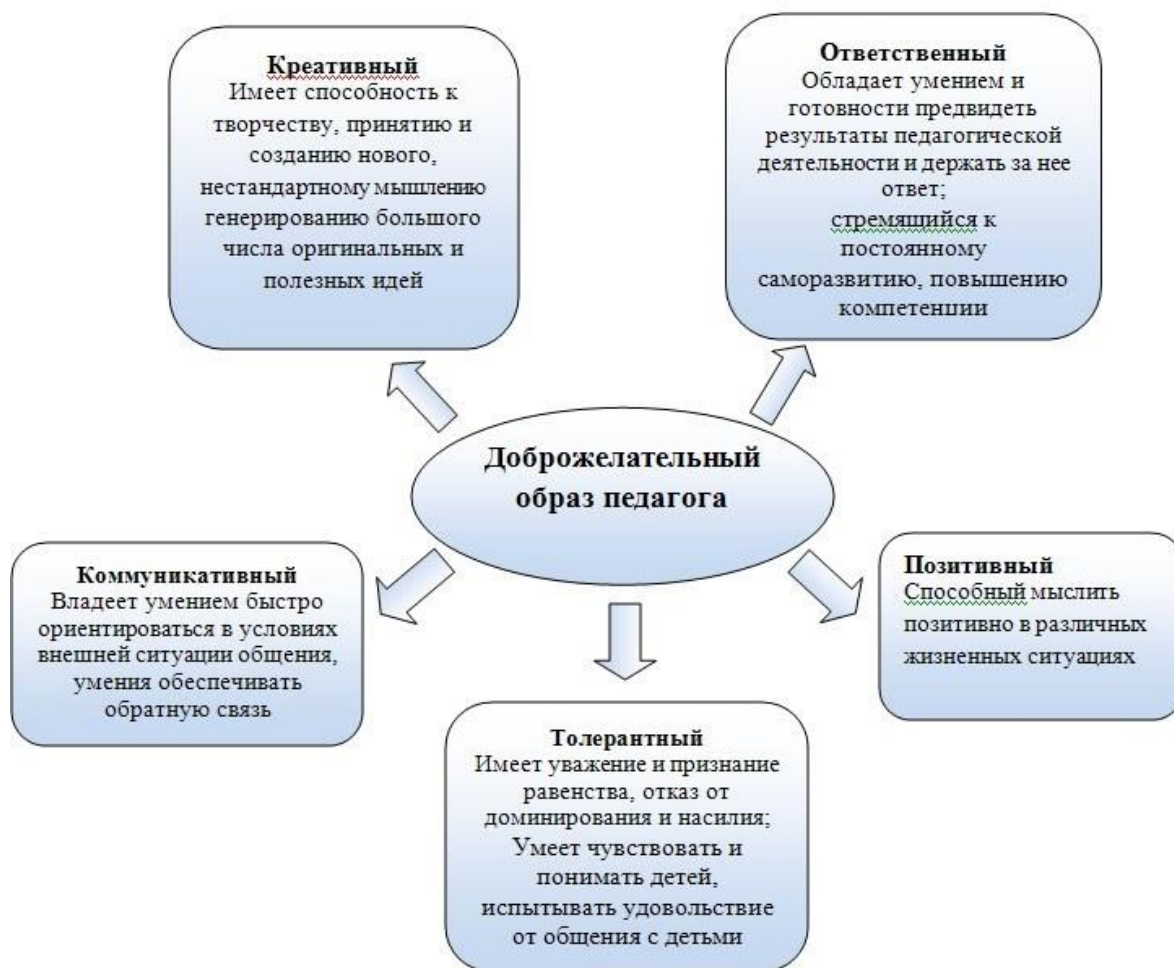 Креативный
Имеет способность к
творчеству, принятию и
созданию нового,
нестандартному мышлению
генерированию большого
числа оригинальных и
полезных идей
Ответственный
Обладает умением и
готовности предвидеть
результаты педагогической
деятельности и держать за нее
ответ;
стремящийся к
постоянному
саморазвитию, повышению
компетенции
Доброжелательный
образ педагога
Коммуникативный
Владеет умением быстро
ориентироваться в условиях
внешней ситуации общения,
умения обеспечивать
обратную связь
Позитивный
Способный мыслить
позитивно в различных
жизненных ситуациях
Толерантный
Имеет уважение и признание
равенства, отказ от
доминирования и насилия;
Умеет чувствовать и
понимать детей,
испытывать удовольствие
от общения с детьми